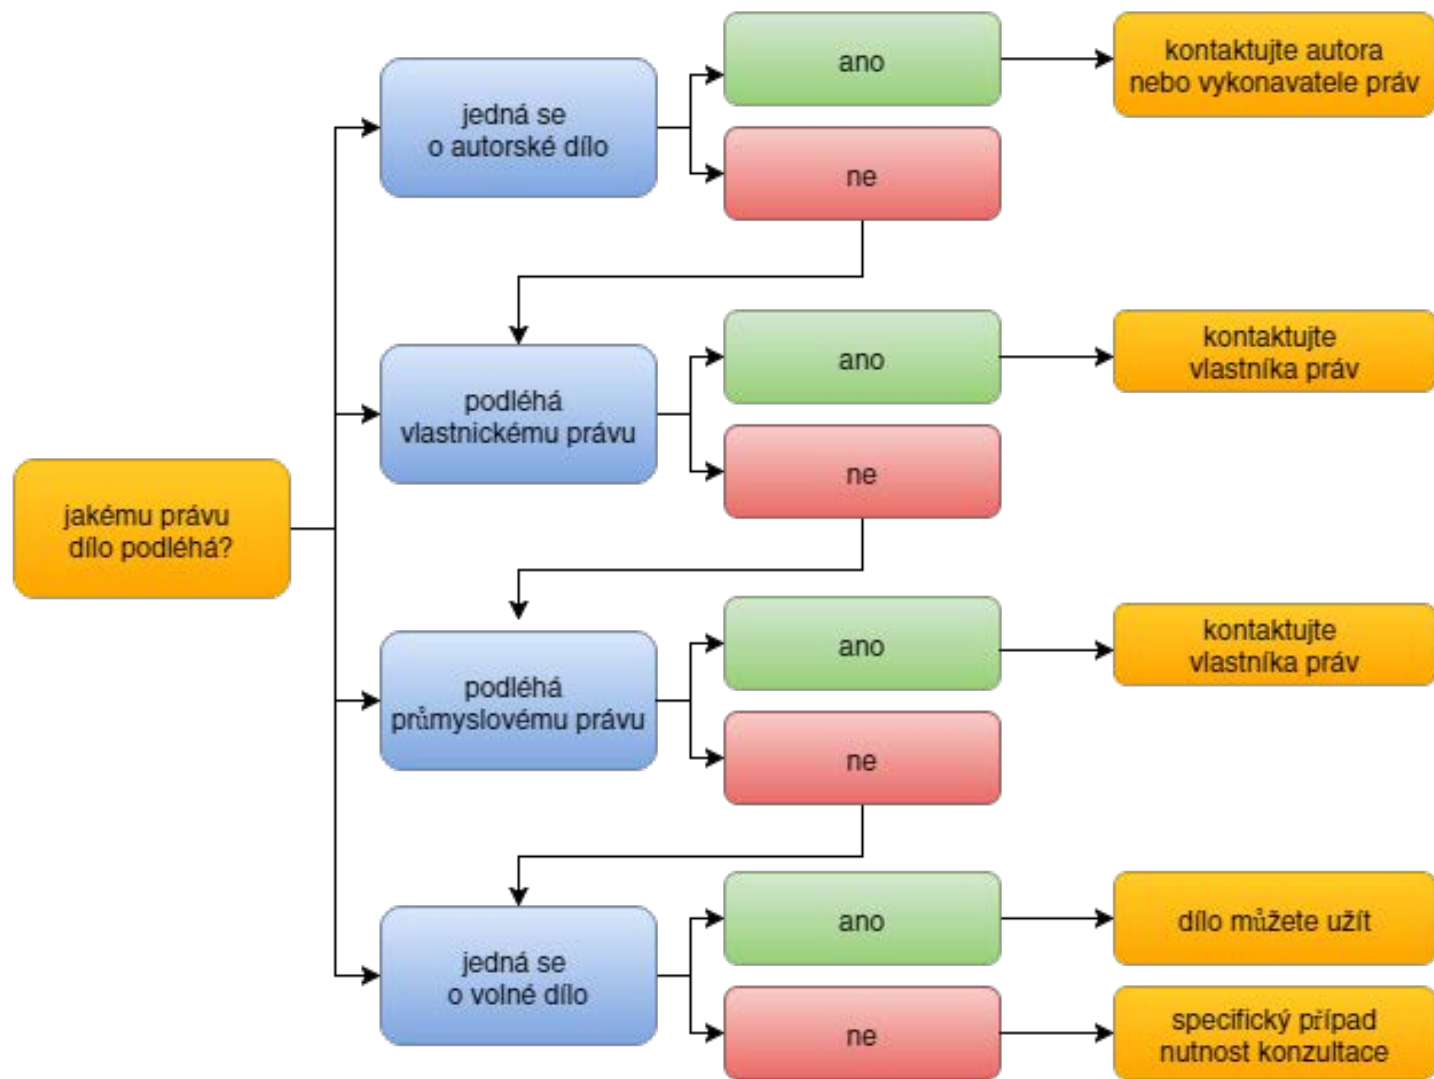 jakému právu
dílo podléhá?
jedná se
o autorské dílo
ano
kontaktujte autora
nebo vykonavatele práv
ne
podléhá
vlastnickému právu
ano
kontaktujte
vlastníka práv
ne
podléhá
průmyslovému právu
ano
kontaktujte
vlastníka práv
ne
jedná se
o volné dílo
ano
dílo můžete užít
ne
specifický případ
nutnost konzultace